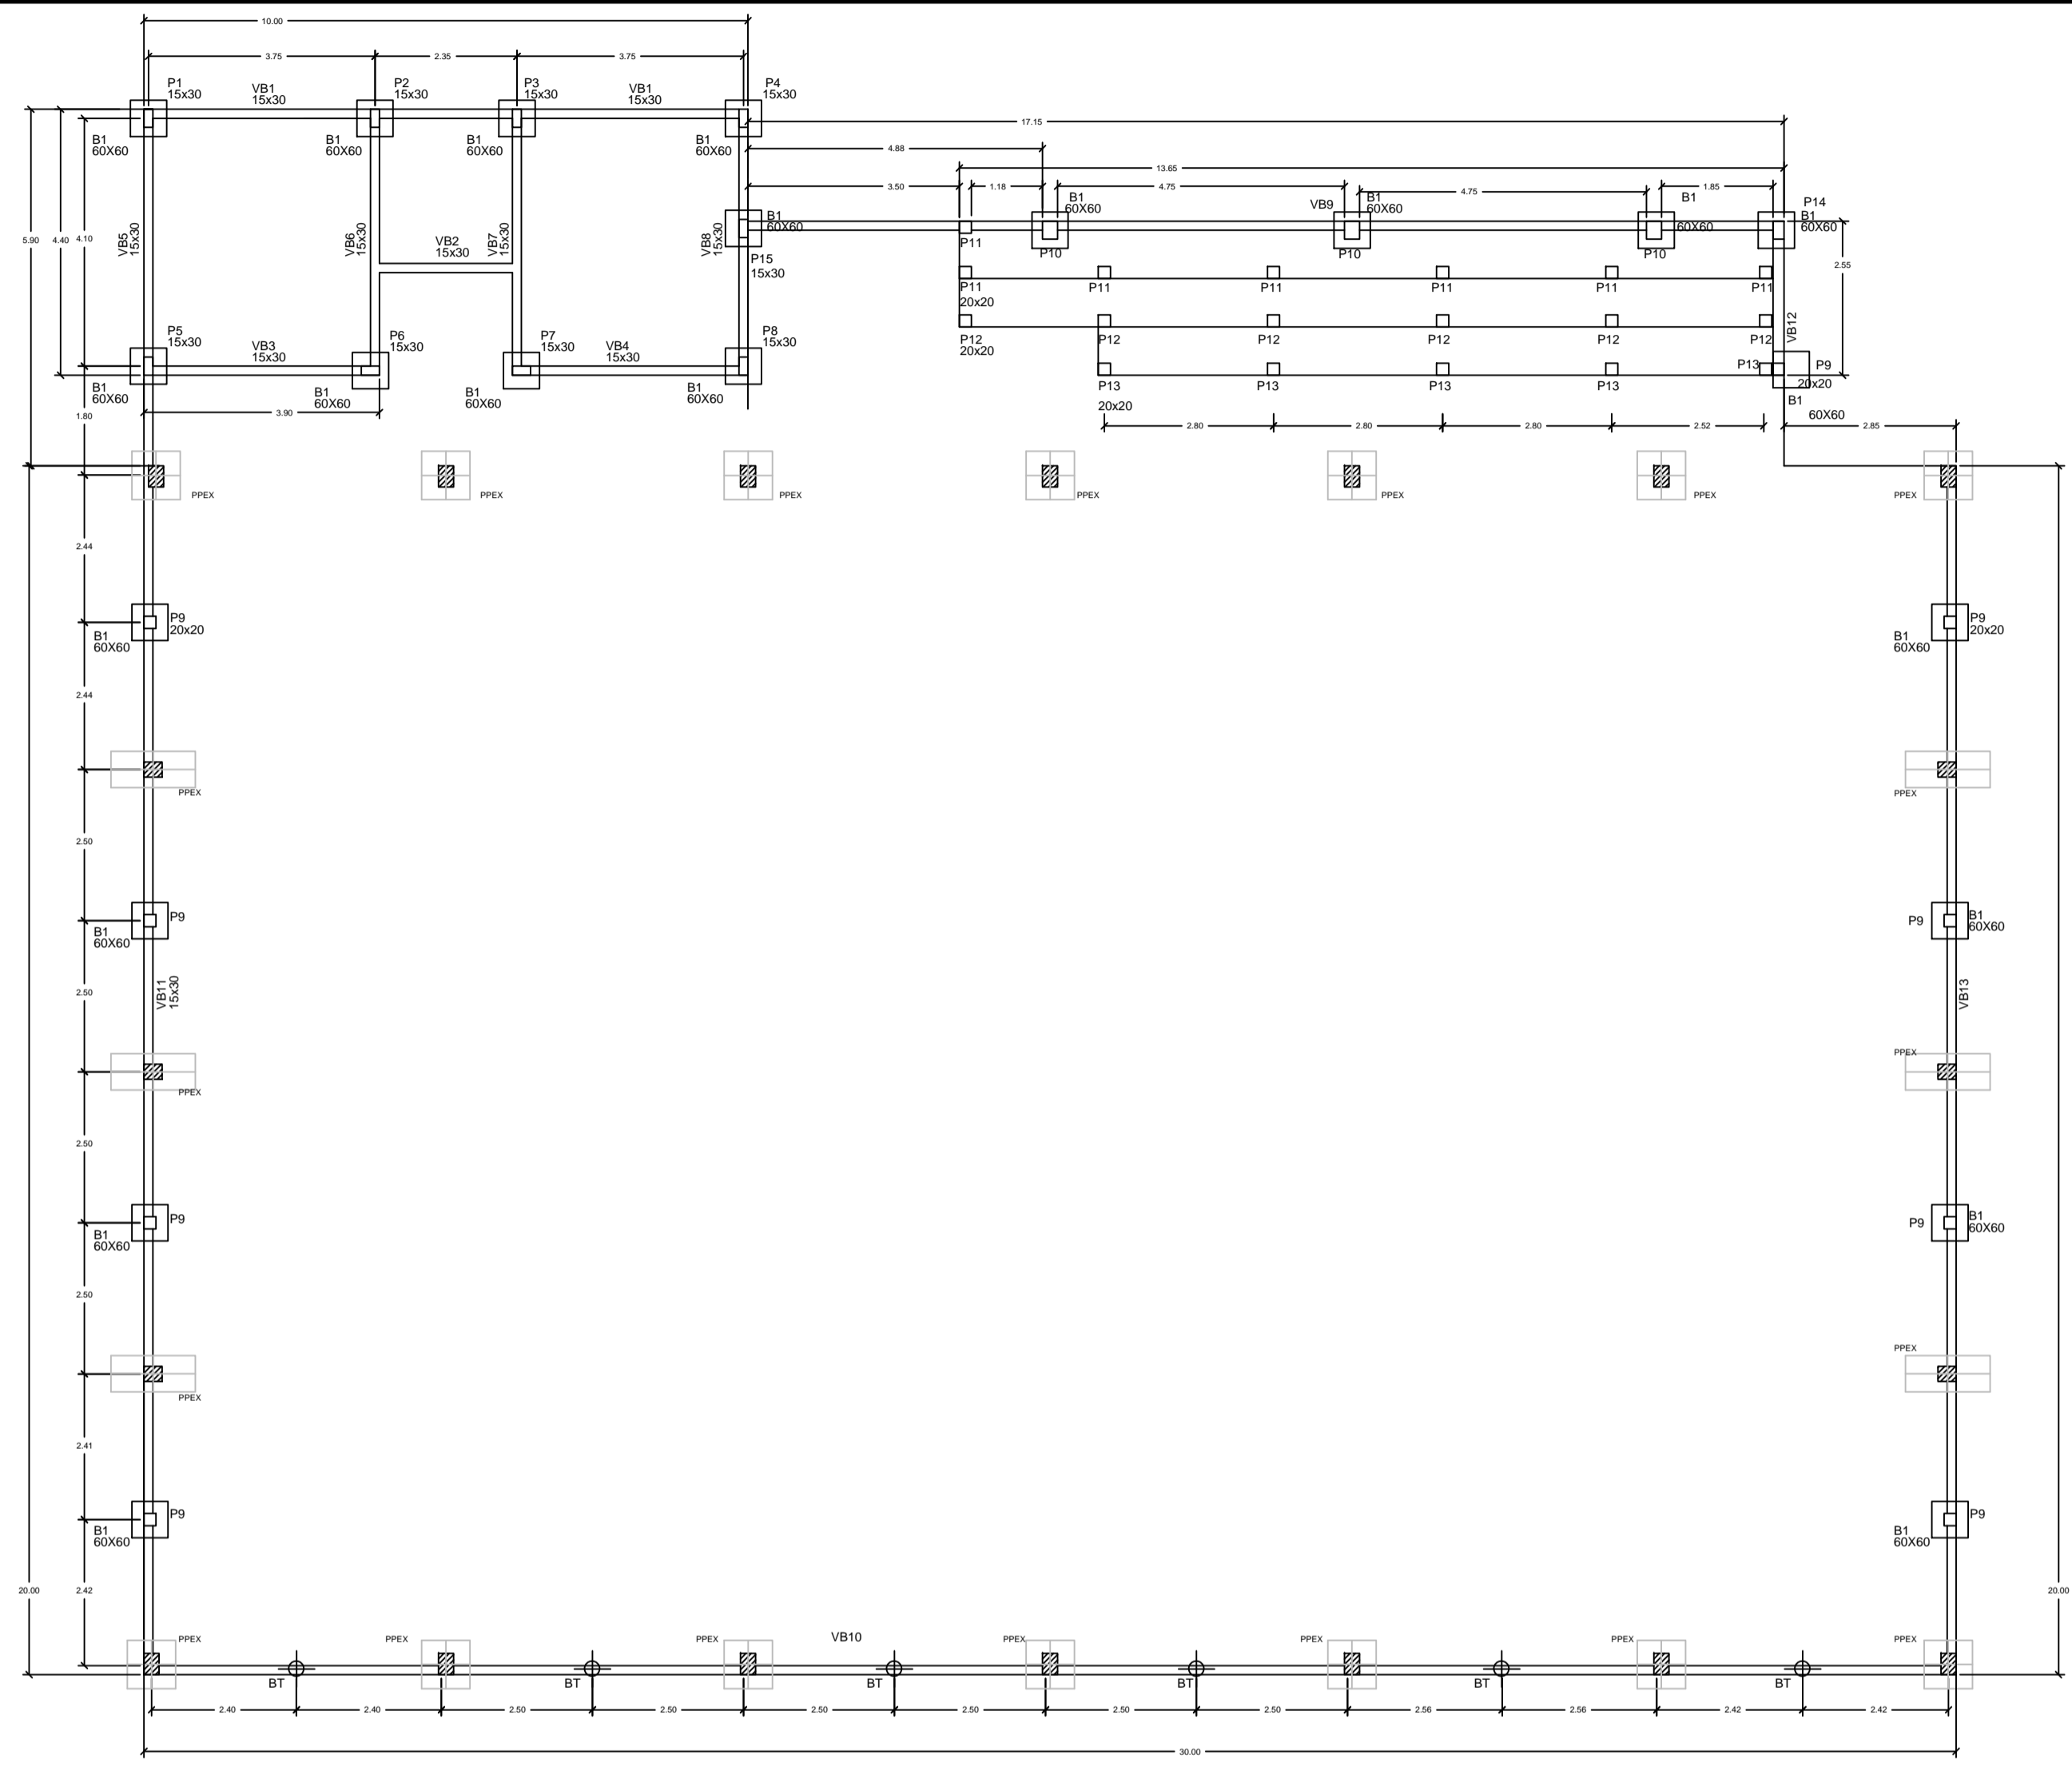 10.00
3.75
2.35
3.75
P1
15x30
VB1
15x30
P2
15x30
P3
15x30
VB1
15x30
P4
15x30
B1
60X60
B1
60X60
B1
60X60
B1
60X60
17.15
4.88
13.65
3.50
1.18
4.75
4.75
1.85
B1
60X60
B1
60X60
VB9
B1
60X60
B1
60X60
P14
B1
60X60
5.90
4.40
4.10
VB5
15x30
VB6
15x30
VB2
15x30
VB7
15x30
VB8
15x30
P15
15x30
P11
P10
P10
P10
2.55
P11
20x20
P11
P11
P11
P11
P11
P12
20x20
P12
P12
P12
P12
P12
VB12
P5
15x30
VB3
15x30
P6
15x30
P7
15x30
VB4
15x30
P8
15x30
P13
20x20
P13
P13
P13
P13
P9
20x20
B1
60X60
B1
60X60
B1
60X60
B1
60X60
B1
60X60
1.80
3.90
2.80
2.80
2.80
2.52
2.85
PPEX
PPEX
PPEX
PPEX
PPEX
PPEX
PPEX
2.44
P9
20x20
B1
60X60
P9
20x20
B1
60X60
2.44
PPEX
PPEX
2.50
P9
B1
60X60
P9
B1
60X60
2.50
VB11
15x30
VB13
PPEX
PPEX
2.50
P9
B1
60X60
P9
B1
60X60
2.50
PPEX
PPEX
2.41
P9
B1
60X60
P9
B1
60X60
20.00
2.42
20.00
PPEX
PPEX
PPEX
VB10
PPEX
PPEX
PPEX
PPEX
BT
BT
BT
BT
BT
BT
2.40
2.40
2.50
2.50
2.50
2.50
2.50
2.50
2.56
2.56
2.42
2.42
30.00